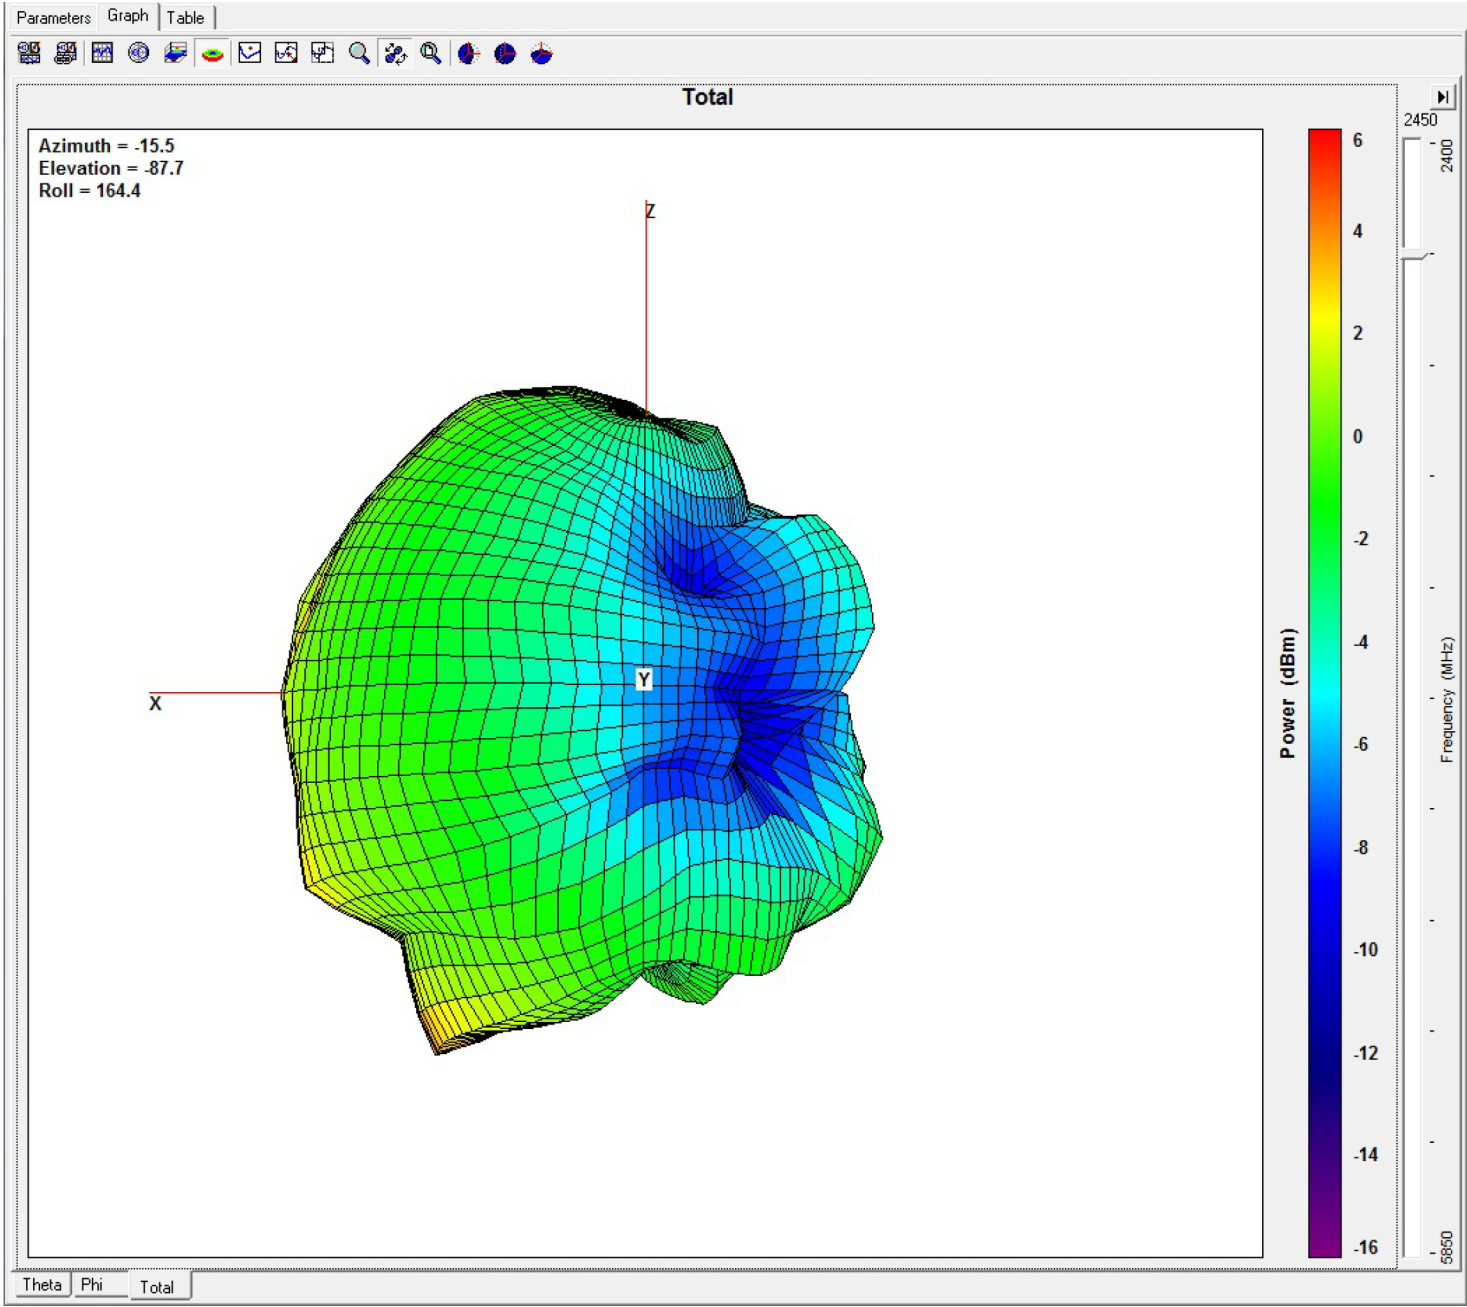 Parameters Graph Table
Total
2450
Azimuth = -15.5
Elevation = -87.7
Roll = 164.4
Z
X
Y
6
4
2
0
-2
-4
-6
-8
-10
-12
-14
-16
Power (dBm)
2400
Frequency (MHz)
5850
Theta Phi Total